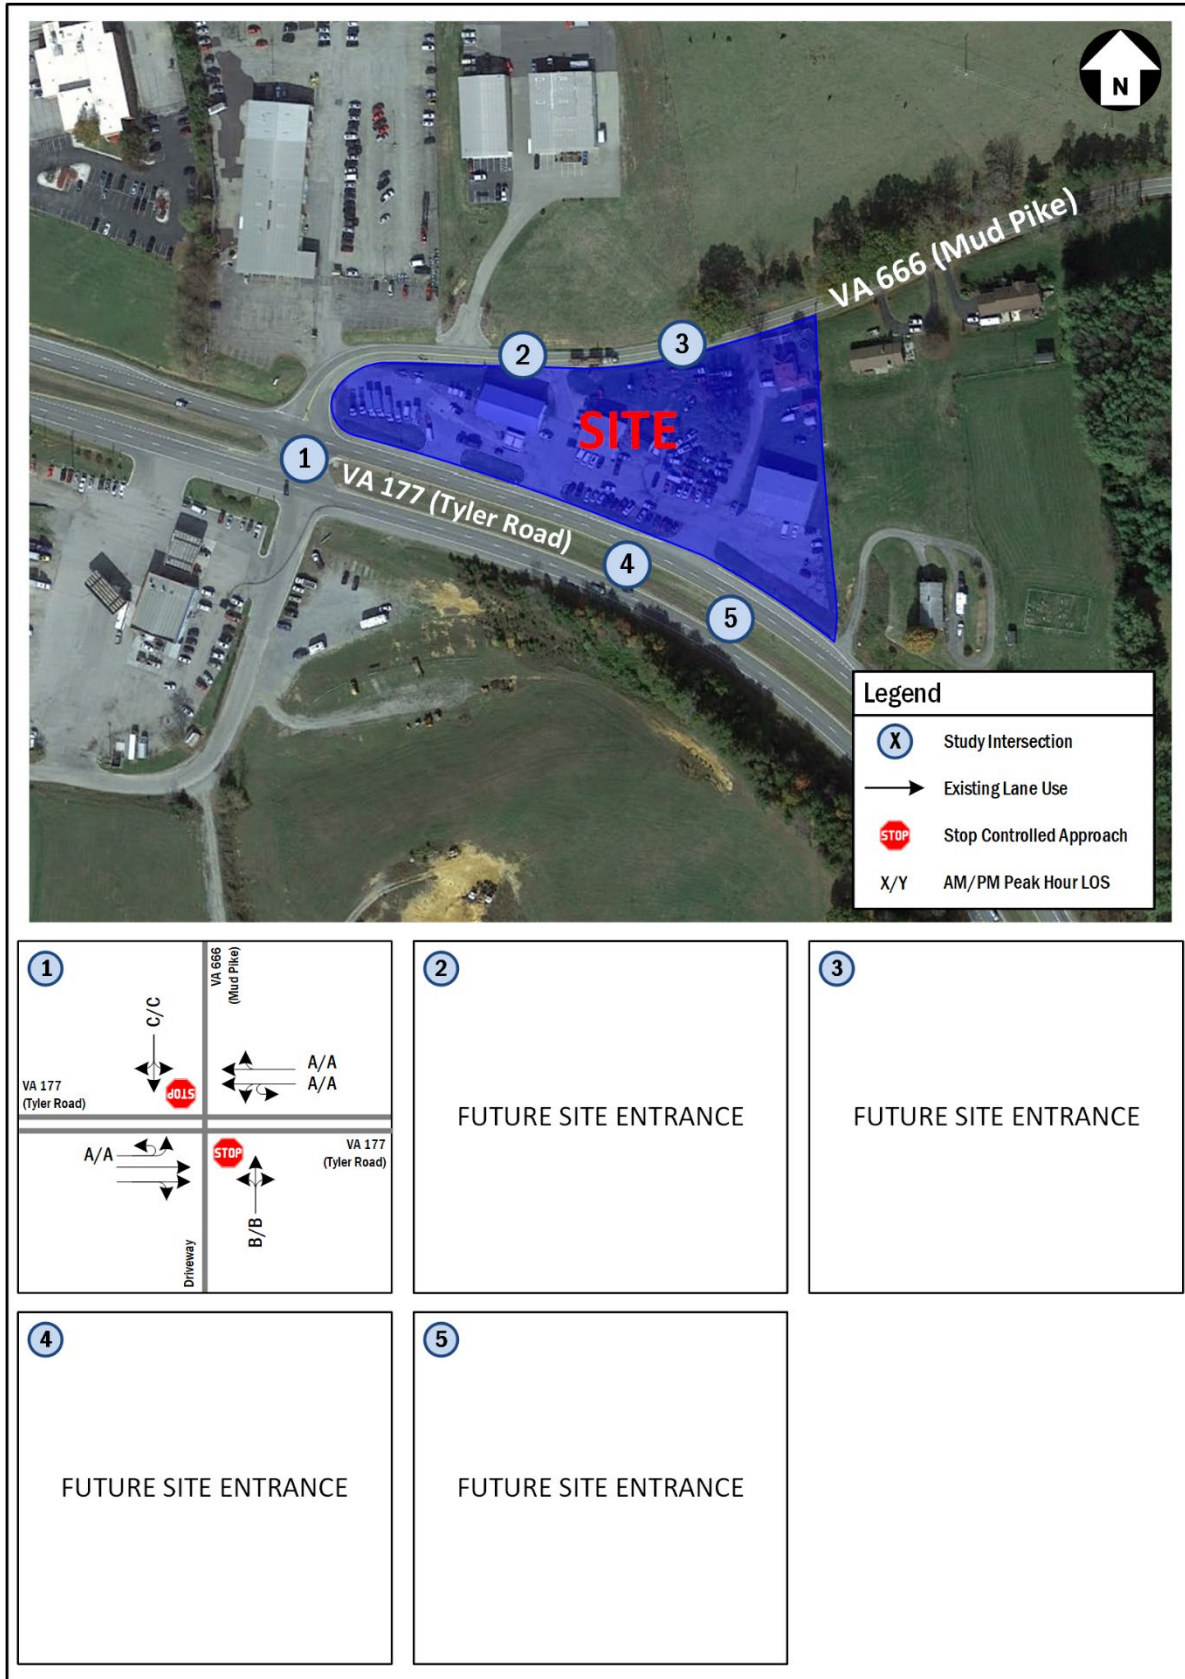 N
VA 666 (Mud Pike)
2
3
SITE
1
VA 177 (Tyler Road)
4
5
Legend
X Study Intersection
Existing Lane Use
STOP Stop Controlled Approach
X/Y AM/PM Peak Hour LOS
1
VA 666
(Mud Pike)
C/C
A/A
A/A
VA 177
(Tyler Road)
STOP
A/A
STOP
VA 177
(Tyler Road)
B/B
Driveway
2
FUTURE SITE ENTRANCE
3
FUTURE SITE ENTRANCE
4
FUTURE SITE ENTRANCE
5
FUTURE SITE ENTRANCE